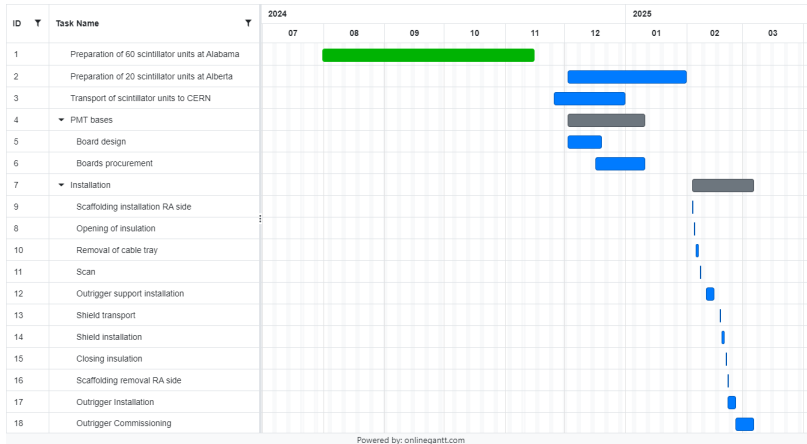 2024 2025
ID Task Name
07 08 09 10 11 12 01 02 03
1 Preparation of 60 scintillator units at Alabama
2 Preparation of 20 scintillator units at Alberta
3 Transport of scintillator units to CERN
4 PMT bases
5 Board design
6 Boards procurement
7 Installation
9 Scaffolding installation RA side
8 Opening of insulation
10 Removal of cable tray
11 Scan
12 Outrigger support installation
13 Shield transport
14 Shield installation
15 Closing insulation
16 Scaffolding removal RA side
17 Outrigger Installation
18 Outrigger Commissioning
Powered by: onlinegantt.com